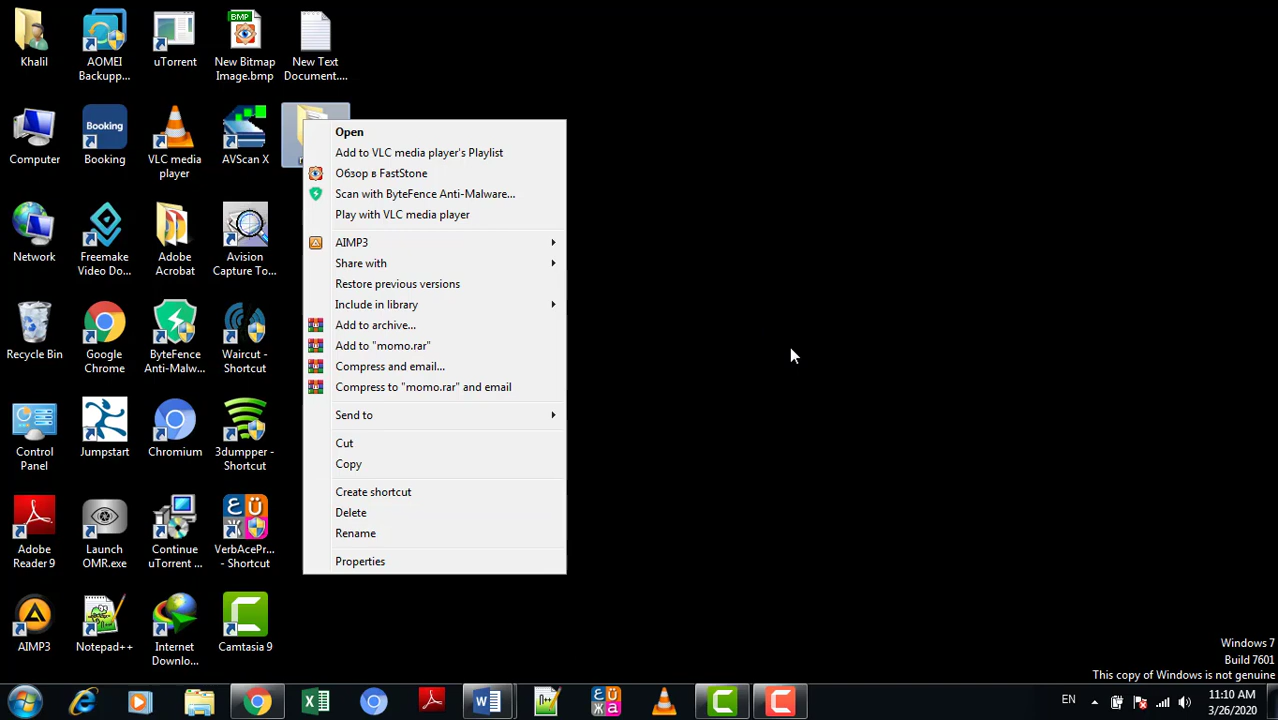 Khalil
AOMEI
Backupp...
uTorrent
BMP
New Bitmap
Image.bmp
New Text
Document....
Computer
Booking
Booking
VLC media
player
AVScan X
Network
Freemake
Video Do...
Adobe
Acrobat
Avision
Capture To...
Recycle Bin
Google
Chrome
ByteFence
Anti-Malw...
Waircut -
Shortcut
Control
Panel
Jumpstart
Chromium
3dumpper -
Shortcut
Adobe
Reader 9
Launch
OMR.exe
Continue
uTorrent ...
VerbAcePr...
- Shortcut
AIMP3
Notepad++
Internet
Downlo...
Camtasia 9
Open
Add to VLC media player's Playlist
Обзор в FastStone
Scan with ByteFence Anti-Malware...
Play with VLC media player
AIMP3
Share with
Restore previous versions
Include in library
Add to archive...
Add to "momo.rar"
Compress and email...
Compress to "momo.rar" and email
Send to
Cut
Copy
Create shortcut
Delete
Rename
Properties
Windows 7
Build 7601
This copy of Windows is not genuine
EN
11:10 AM
3/26/2020